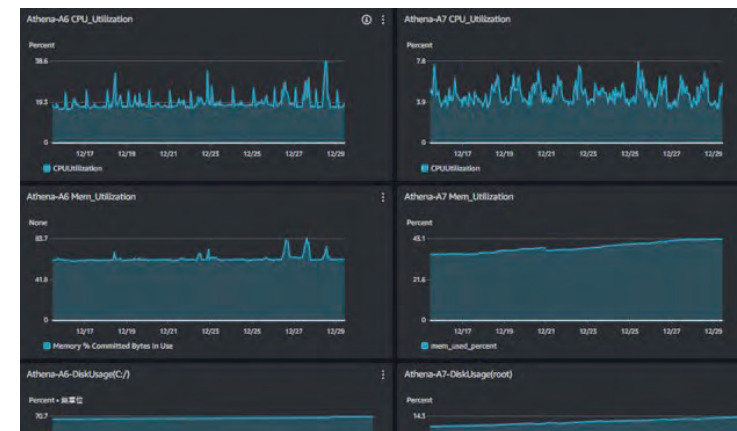 Athena-A6 CPU_Utilization
Percent
38.6
19.3
0
12/17 12/19 12/21 12/23 12/25 12/27 12/29
CPUUtilization
Athena-A7 CPU_Utilization
Percent
7.8
3.9
0
12/17 12/19 12/21 12/23 12/25 12/27 12/29
CPUUtilization
Athena-A6 Mem_Utilization
None
83.7
41.8
0
12/17 12/19 12/21 12/23 12/25 12/27 12/29
Memory % Committed Bytes In Use
Athena-A7 Mem_Utilization
Percent
43.1
21.6
0
12/17 12/19 12/21 12/23 12/25 12/27 12/29
mem_used_percent
Athena-A6-DiskUsage(C:/)
Percent • 無單位
70.7
Athena-A7-DiskUsage(root)
Percent
14.3